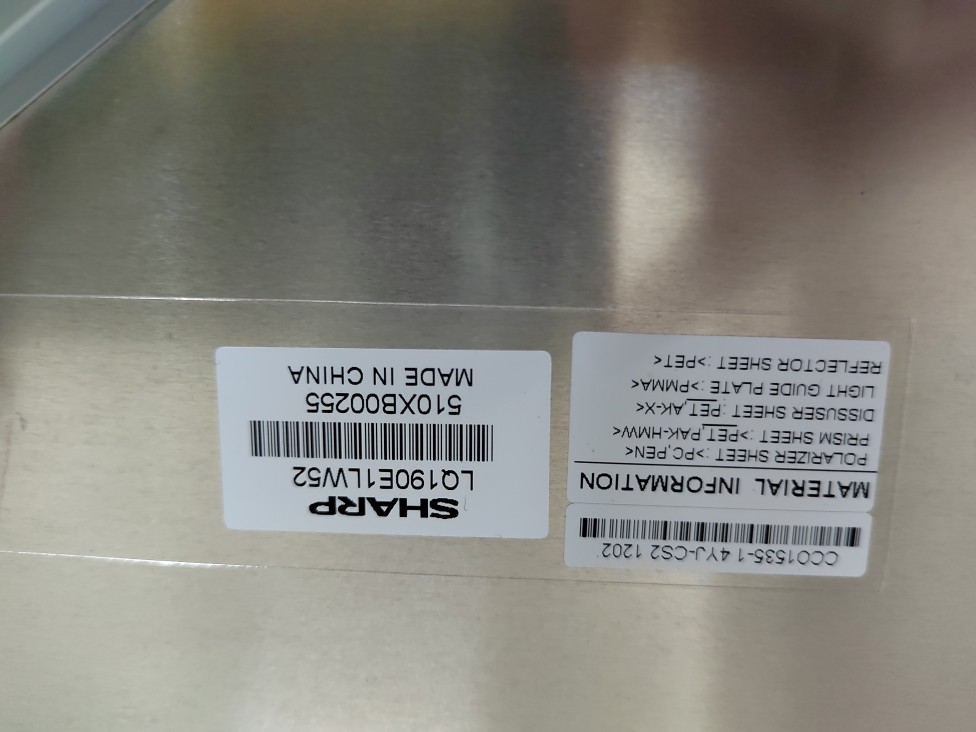 SHARP
LQ190E1LW52
510XB00255
MADE IN CHINA
CC01535-1 4YJ-CS2 1202
MATERIAL INFORMATION
POLARIZER SHEET :>PC,PEN<
PRISM SHEET :>PET,PAK-HMW<
DISSUSER SHEET :PET,AK-X<
LIGHT GUIDE PLATE :>PMMA<
REFLECTOR SHEET :>PET<